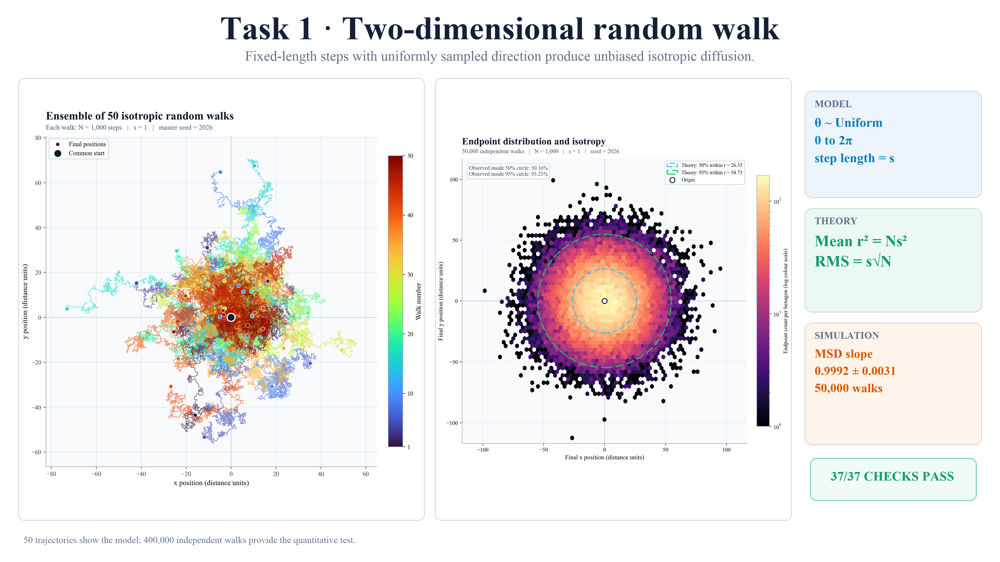 Task 1 · Two-dimensional random walk
Fixed-length steps with uniformly sampled direction produce unbiased isotropic diffusion.
Ensemble of 50 isotropic random walks
Each walk: N = 1,000 steps | s = 1 | master seed = 2026
Final positions
Common start
80
60
40
20
0
−20
−40
−60
y position (distance units)
−80
−60
−40
−20
0
20
40
60
x position (distance units)
50
40
30
20
10
1
Walk number
Endpoint distribution and isotropy
50,000 independent walks | N = 1,000 | s = 1 | seed = 2026
Observed inside 50% circle: 50.16%
Observed inside 95% circle: 95.21%
Theory: 50% within r = 26.33
Theory: 95% within r = 54.73
Origin
100
50
0
−50
−100
Final y position (distance units)
−100
−50
0
50
100
Final x position (distance units)
10²
10¹
10⁰
Endpoint count per hexagon (log colour scale)
MODEL
θ ~ Uniform
0 to 2π
step length = s
THEORY
Mean r² = Ns²
RMS = s√N
SIMULATION
MSD slope
0.9992 ± 0.0031
50,000 walks
37/37 CHECKS PASS
50 trajectories show the model; 400,000 independent walks provide the quantitative test.